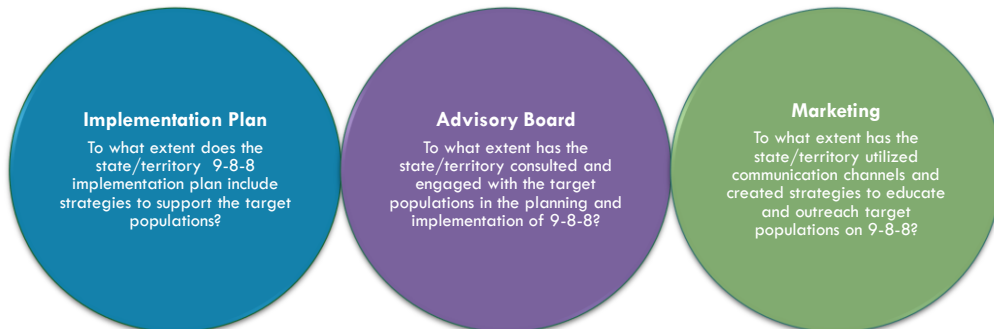 Implementation Plan
To what extent does the
state/territory 9-8-8
implementation plan include
strategies to support the target
populations?
Advisory Board
To what extent has the
state/territory consulted and
engaged with the target
populations in the planning and
implementation of 9-8-8?
Marketing
To what extent has the
state/territory utilized
communication channels and
created strategies to educate
and outreach target
populations on 9-8-8?